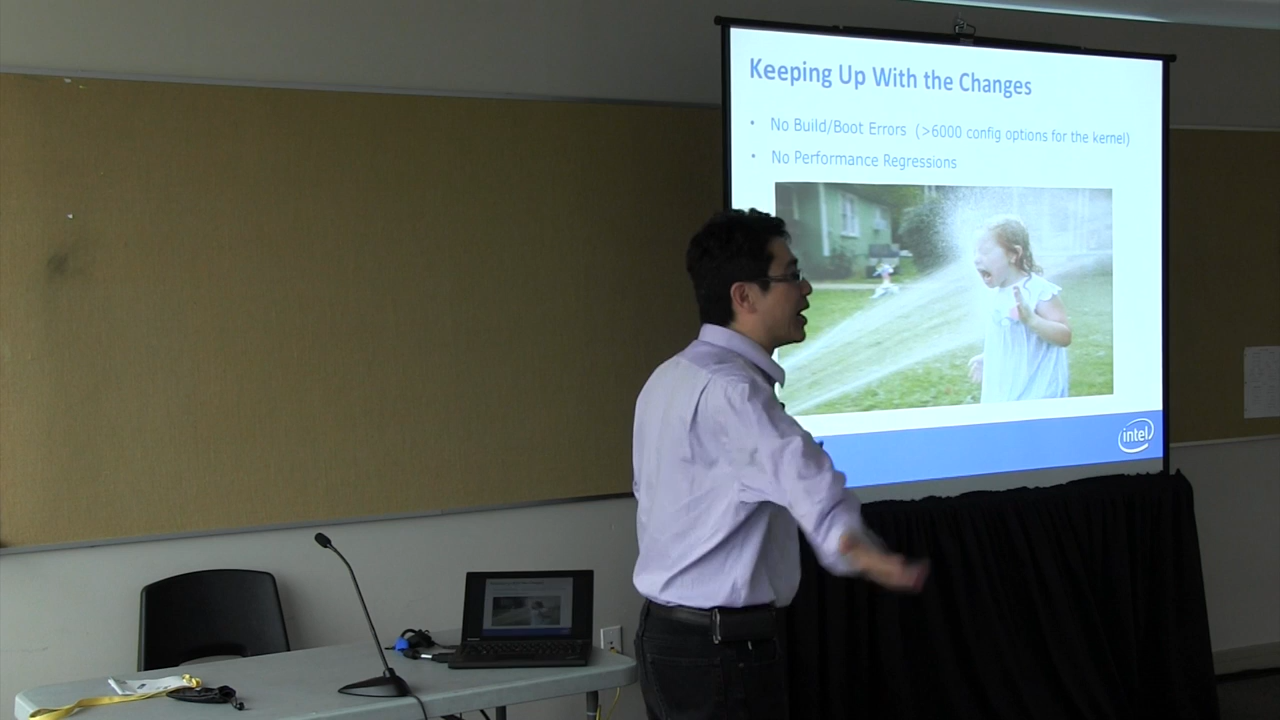 Keeping Up With the Changes
• No Build/Boot Errors (>6000 config options for the kernel)
• No Performance Regressions
intel